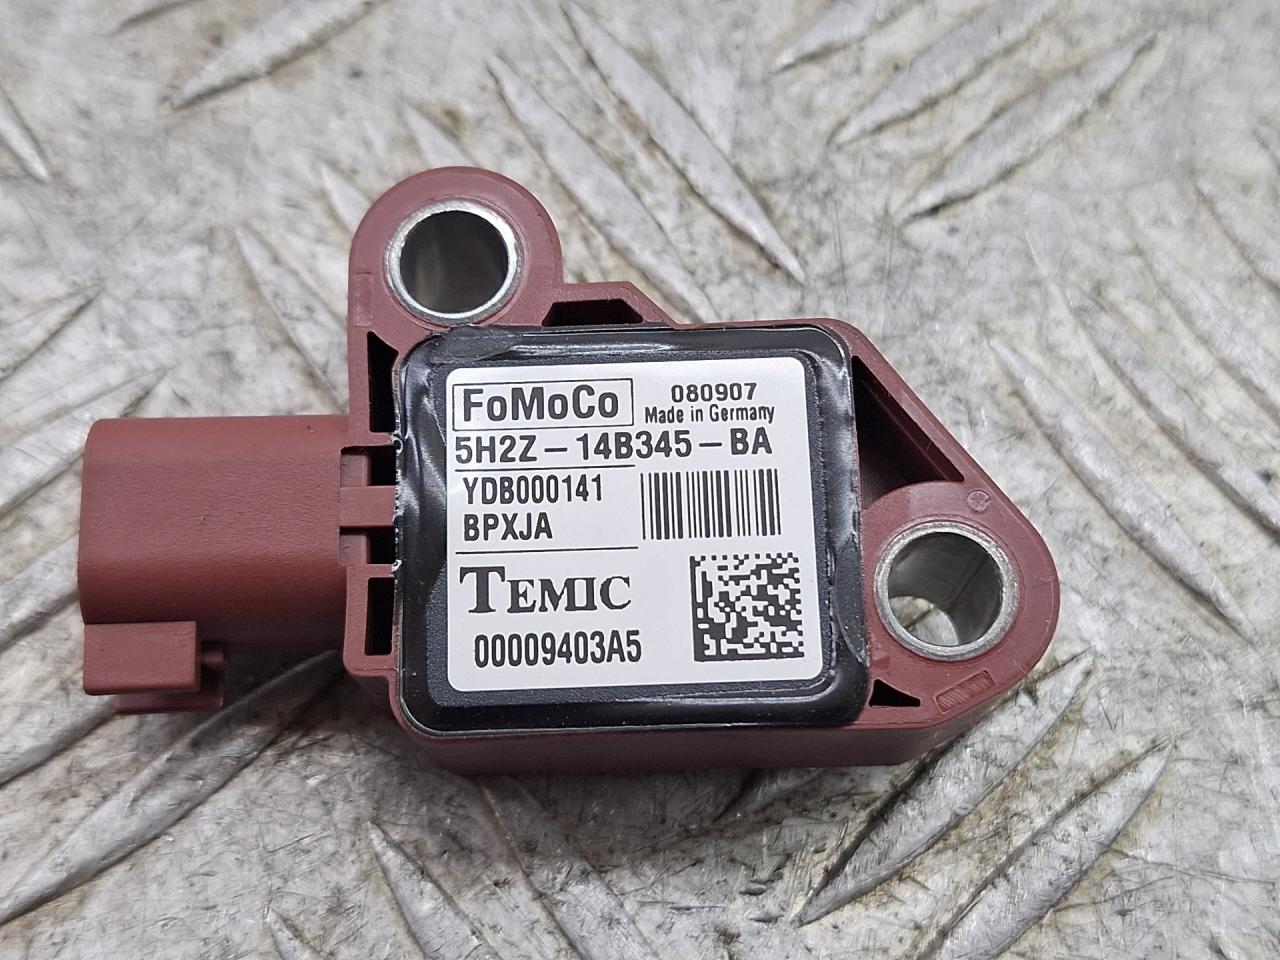 FoMoCo 080907
Made in Germany
5H2Z-14B345-BA
YDB000141
BPXJA
TEMIC
00009403A5